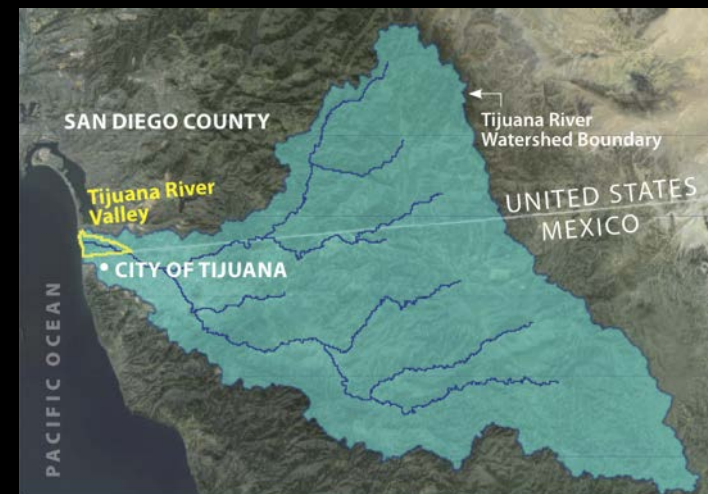 SAN DIEGO COUNTY
Tijuana River
Watershed Boundary
Tijuana River
Valley
UNITED STATES
MEXICO
CITY OF TIJUANA
PACIFIC OCEAN